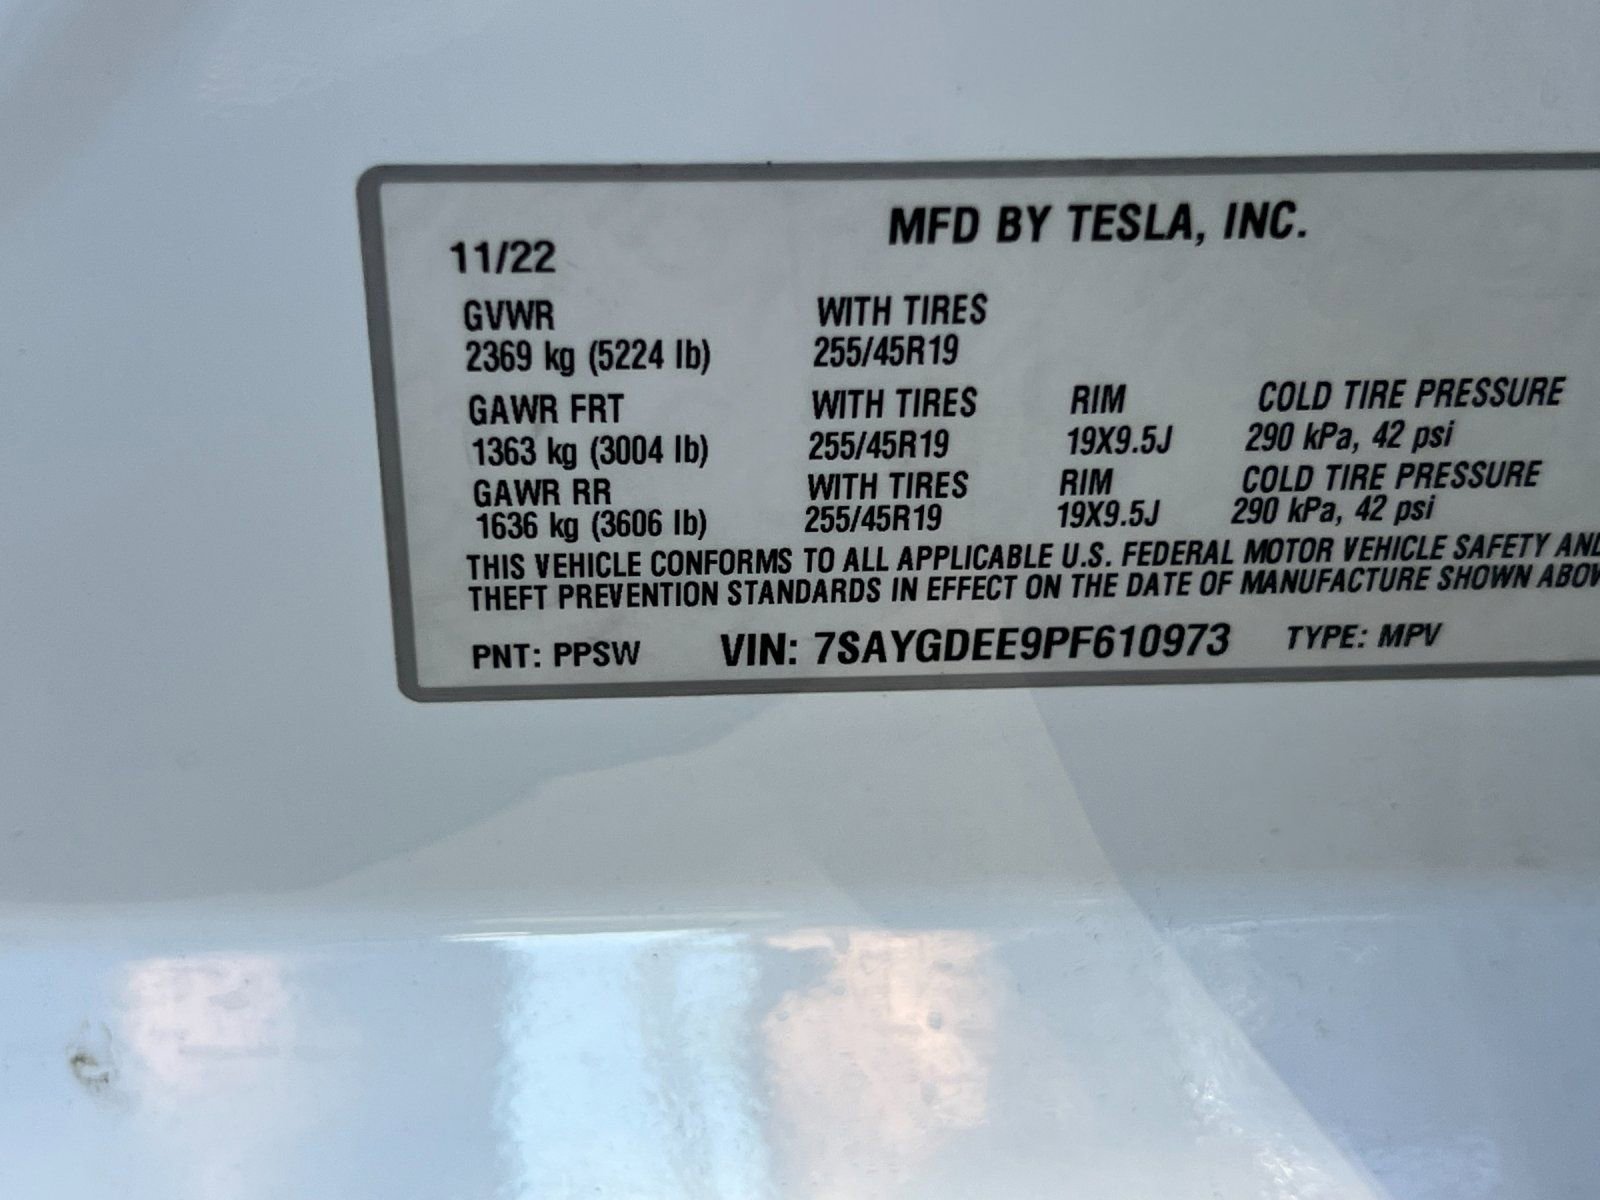 MFD BY TESLA, INC.
11/22
GVWR WITH TIRES
2369 kg (5224 lb) 255/45R19
GAWR FRT WITH TIRES RIM COLD TIRE PRESSURE
1363 kg (3004 lb) 255/45R19 19X9.5J 290 kPa, 42 psi
GAWR RR WITH TIRES RIM COLD TIRE PRESSURE
1636 kg (3606 lb) 255/45R19 19X9.5J 290 kPa, 42 psi
THIS VEHICLE CONFORMS TO ALL APPLICABLE U.S. FEDERAL MOTOR VEHICLE SAFETY AND
THEFT PREVENTION STANDARDS IN EFFECT ON THE DATE OF MANUFACTURE SHOWN ABOV
PNT: PPSW VIN: 7SAYGDEE9PF610973 TYPE: MPV